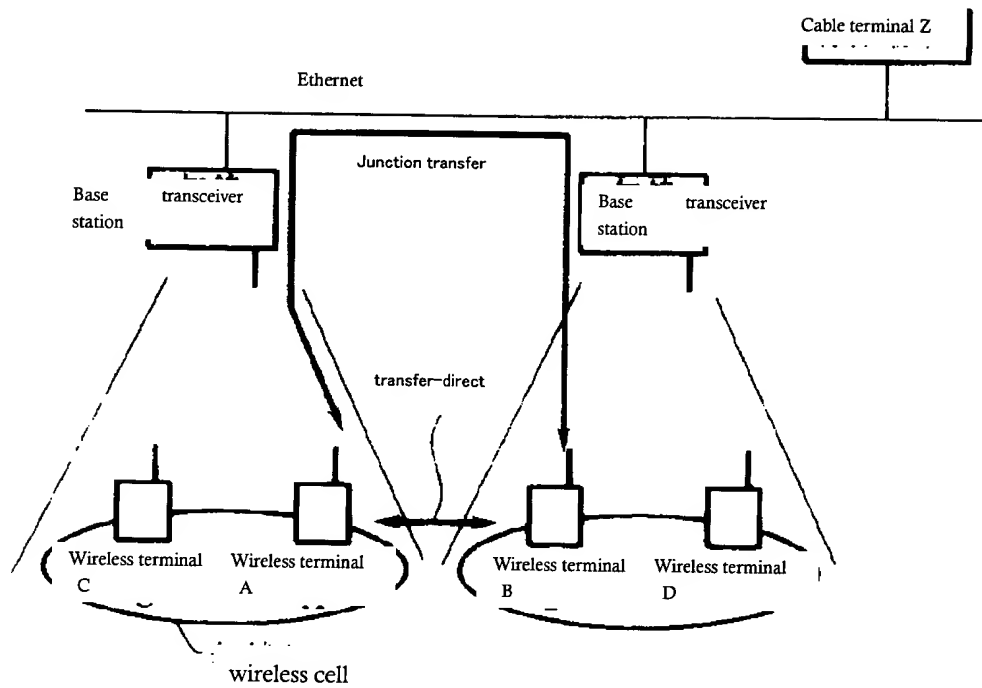 Cable terminal Z
Ethernet
Junction transfer
Base
station
transceiver
Base
station
transceiver
transfer-direct
Wireless terminal
C
Wireless terminal
A
Wireless terminal
B
Wireless terminal
D
wireless cell